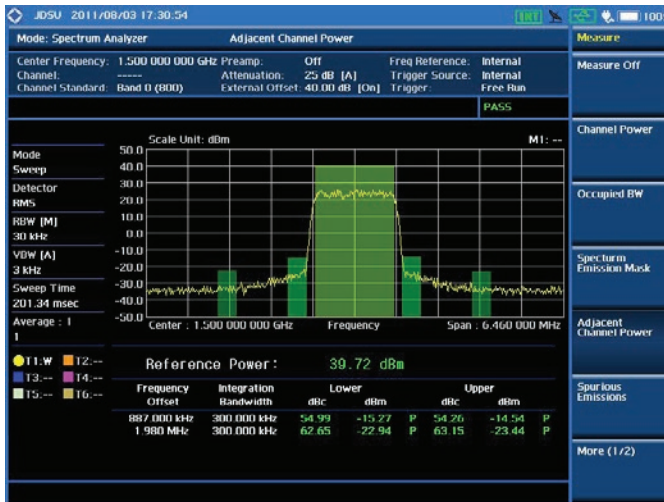 JDSU 2011/08/03 17:30:54 INT 100
Mode: Spectrum Analyzer Adjacent Channel Power Measure
Center Frequency: 1.500 000 000 GHz Preamp: Off Freq Reference: Internal
Channel: ----- Attenuation: 25 dB [A] Trigger Source: Internal
Channel Standard: Band 0 (800) External Offset: 40.00 dB [On] Trigger: Free Run
PASS
Measure Off
Channel Power
Occupied BW
Specturm
Emission Mask
Adjacent
Channel Power
Spurious
Emissions
More (1/2)
Mode
Sweep
Detector
RMS
RBW [M]
30 kHz
VBW [A]
3 kHz
Sweep Time
201.34 msec
Average : 1
1
T1:W T2:--
T3:-- T4:--
T5:-- T6:--
Scale Unit: dBm M1: --
50.0
40.0
30.0
20.0
10.0
0.0
-10.0
-20.0
-30.0
-40.0
-50.0
Center : 1.500 000 000 GHz Frequency Span : 6.460 000 MHz
Reference Power: 39.72 dBm
Frequency Integration Lower Upper
Offset Bandwidth dBc dBm dBc dBm
887.000 kHz 300.000 kHz 54.99 -15.27 P 54.26 -14.54 P
1.980 MHz 300.000 kHz 62.65 -22.94 P 63.15 -23.44 P